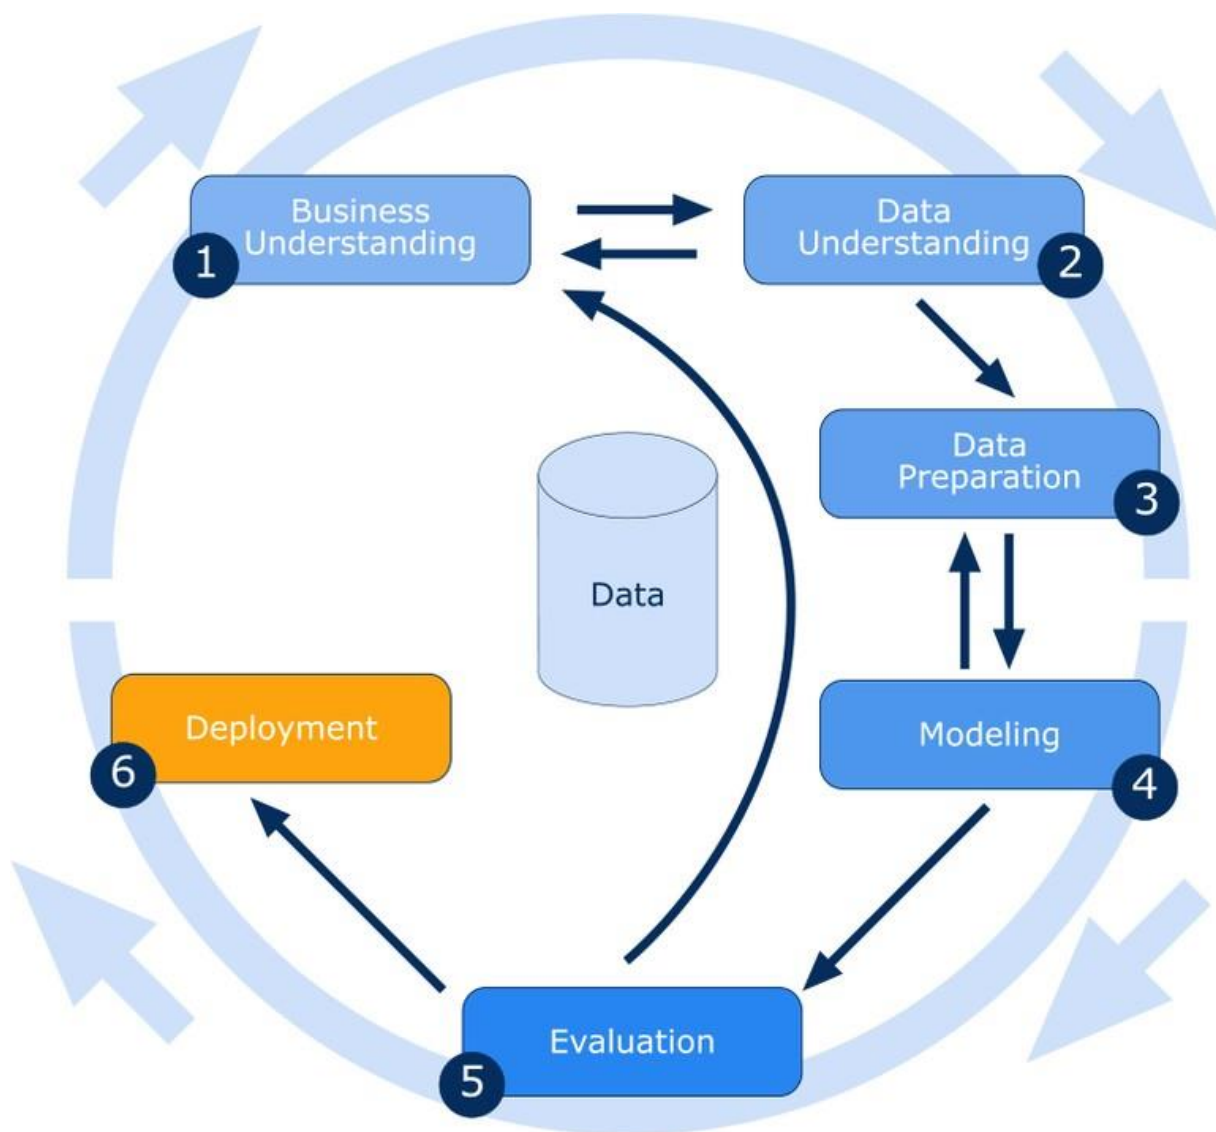 Business
Understanding
1
Data
Understanding
2
Data
Preparation
3
Data
Modeling
4
Deployment
6
Evaluation
5